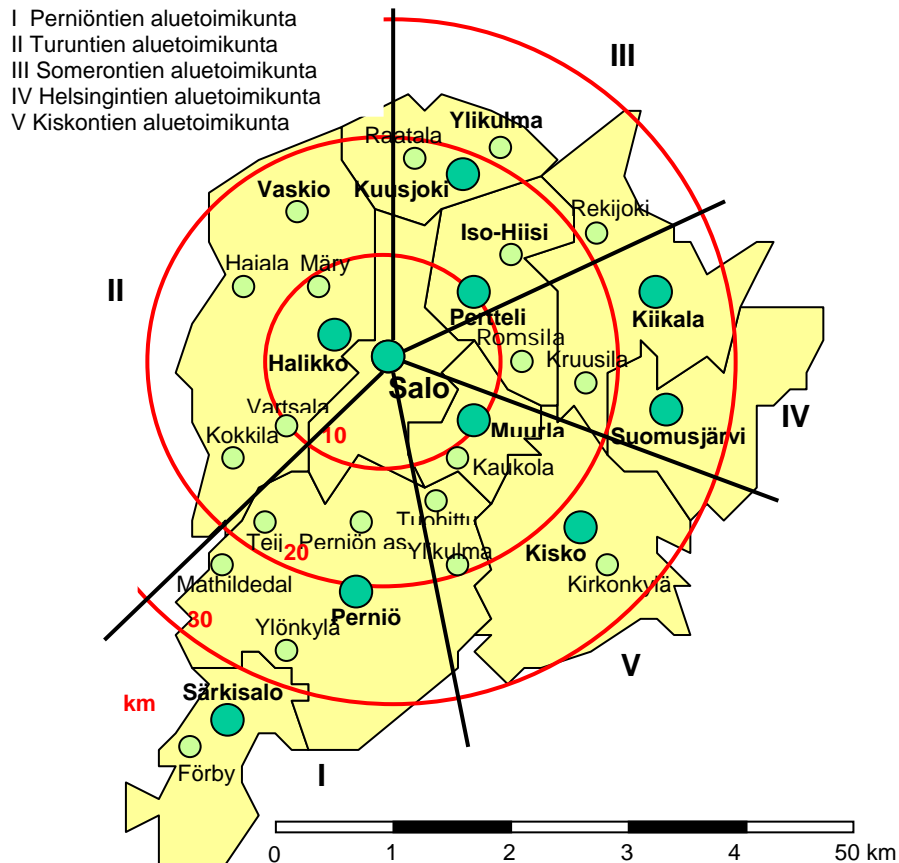 I Perniöntien aluetoimikunta
II Turuntien aluetoimikunta
III Somerontien aluetoimikunta
IV Helsingintien aluetoimikunta
V Kiskontien aluetoimikunta
III
Ylikulma
Raatala
Vaskio
Kuusjoki
Rekijoki
Iso-Hiisi
Hajala Märy
II
Pertteli
Kiikala
Romsila
Halikko
Kruusila
Salo
Vartsala
IV
10
Muurla
Suomusjärvi
Kokkila
Kaukola
Tuohittu
Teij
20
Perniön as
Ylikulma
Kisko
Mathildedal
Kirkonkylä
30
Perniö
Ylönkylä
V
Särkisalo
km
Förby
I
0 1 2 3 4 50 km